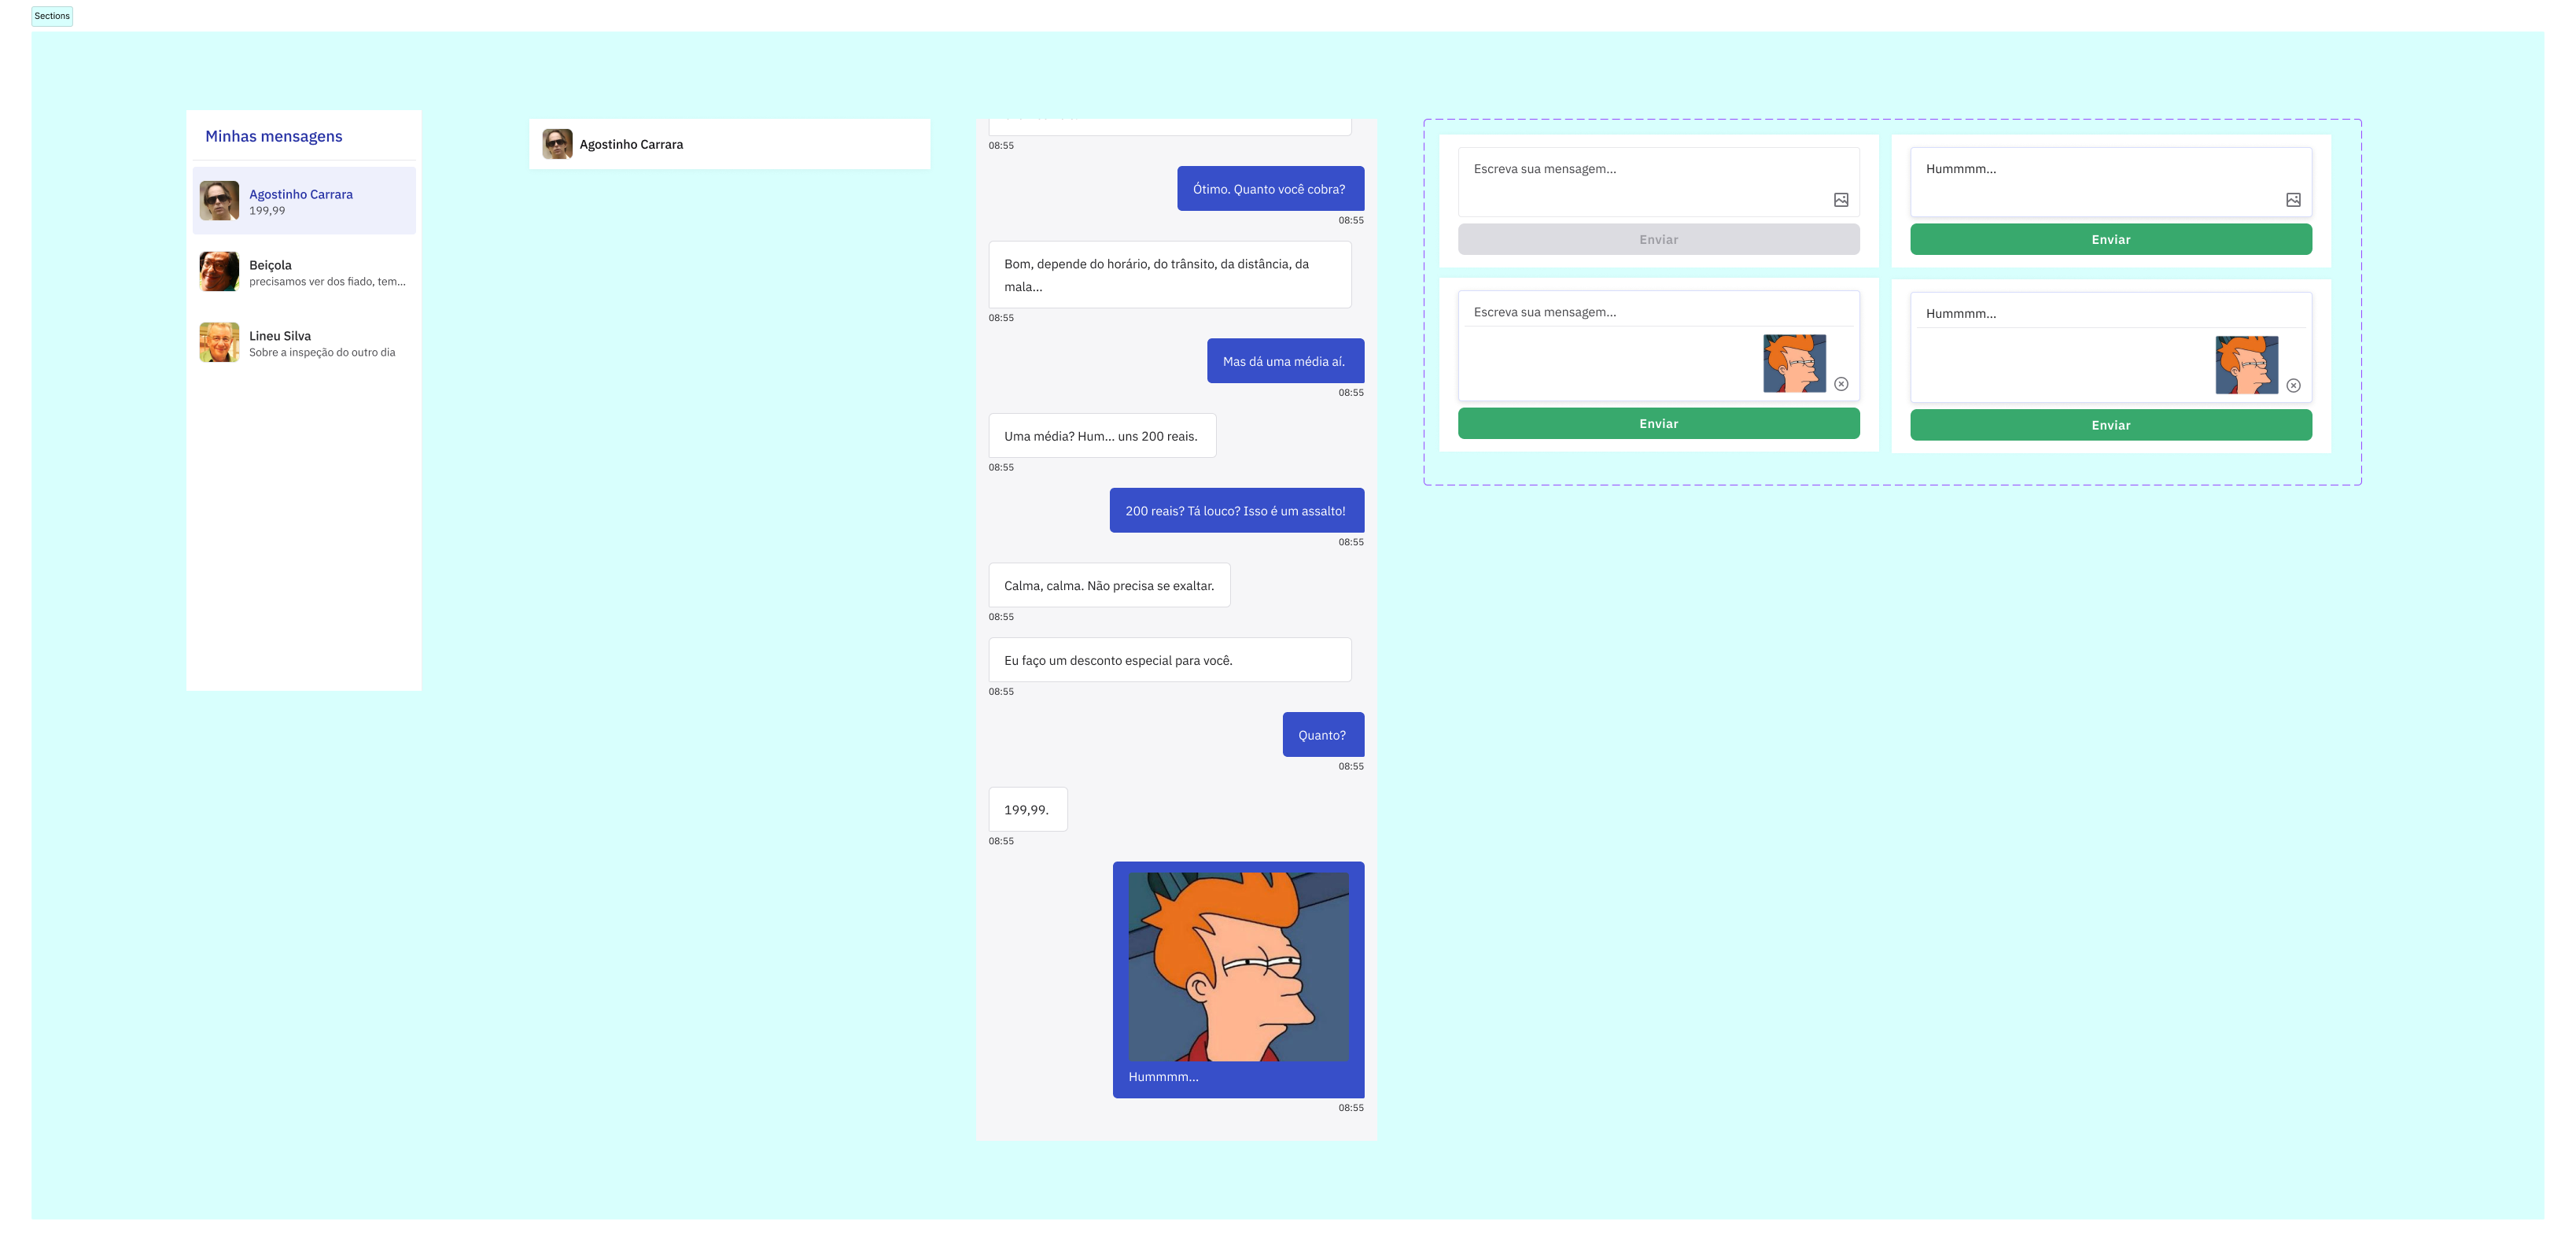 Sections
Minhas mensagens
Agostinho Carrara
199,99
Beiçola
precisamos ver dos fiado, tem...
Lineu Silva
Sobre a inspeção do outro dia
Agostinho Carrara
08:55
Ótimo. Quanto você cobra?
08:55
Bom, depende do horário, do trânsito, da distância, da
mala...
08:55
Mas dá uma média aí.
08:55
Uma média? Hum... uns 200 reais.
08:55
200 reais? Tá louco? Isso é um assalto!
08:55
Calma, calma. Não precisa se exaltar.
08:55
Eu faço um desconto especial para você.
08:55
Quanto?
08:55
199,99.
08:55
Hummmm...
08:55
Escreva sua mensagem...
Enviar
Hummmm...
Enviar
Escreva sua mensagem...
Enviar
Hummmm...
Enviar